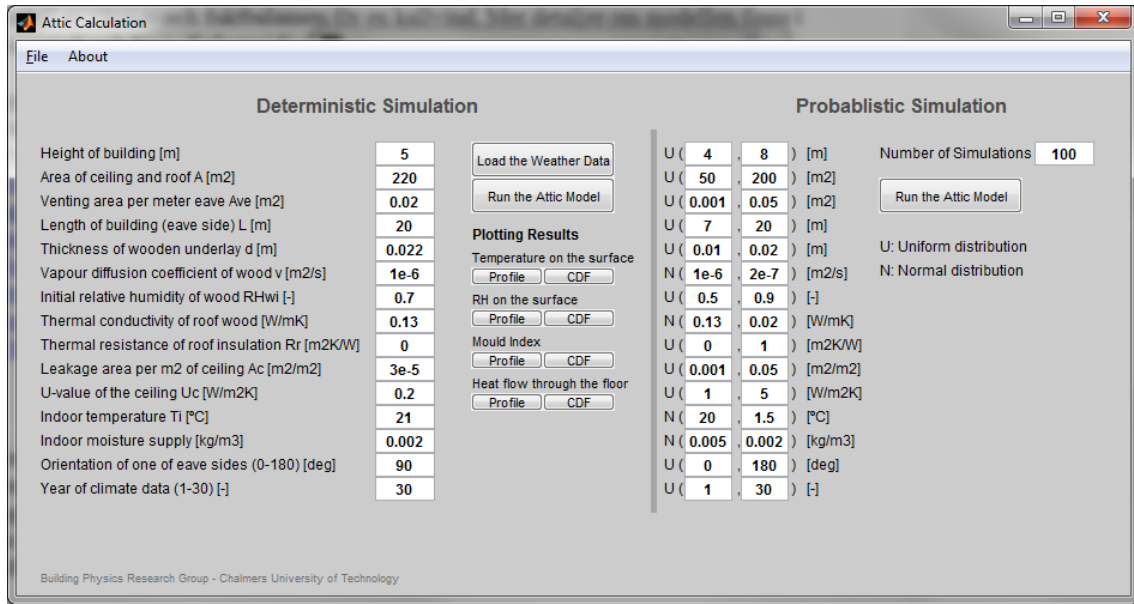 Attic Calculation
File About
Deterministic Simulation
Height of building [m] 5
Area of ceiling and roof A [m2] 220
Venting area per meter eave Ave [m2] 0.02
Length of building (eave side) L [m] 20
Thickness of wooden underlay d [m] 0.022
Vapour diffusion coefficient of wood v [m2/s] 1e-6
Initial relative humidity of wood RHwi [-] 0.7
Thermal conductivity of roof wood [W/mK] 0.13
Thermal resistance of roof insulation Rr [m2K/W] 0
Leakage area per m2 of ceiling Ac [m2/m2] 3e-5
U-value of the ceiling Uc [W/m2K] 0.2
Indoor temperature Ti [ºC] 21
Indoor moisture supply [kg/m3] 0.002
Orientation of one of eave sides (0-180) [deg] 90
Year of climate data (1-30) [-] 30
Load the Weather Data
Run the Attic Model
Plotting Results
Temperature on the surface
Profile CDF
RH on the surface
Profile CDF
Mould Index
Profile CDF
Heat flow through the floor
Profile CDF
Probablistic Simulation
U ( 4 , 8 ) [m]
U ( 50 , 200 ) [m2]
U ( 0.001 , 0.05 ) [m2]
U ( 7 , 20 ) [m]
U ( 0.01 , 0.02 ) [m]
N ( 1e-6 , 2e-7 ) [m2/s]
U ( 0.5 , 0.9 ) [-]
N ( 0.13 , 0.02 ) [W/mK]
U ( 0 , 1 ) [m2K/W]
U ( 0.001 , 0.05 ) [m2/m2]
U ( 1 , 5 ) [W/m2K]
N ( 20 , 1.5 ) [ºC]
N ( 0.005 , 0.002 ) [kg/m3]
U ( 0 , 180 ) [deg]
U ( 1 , 30 ) [-]
Number of Simulations 100
Run the Attic Model
U: Uniform distribution
N: Normal distribution
Building Physics Research Group - Chalmers University of Technology